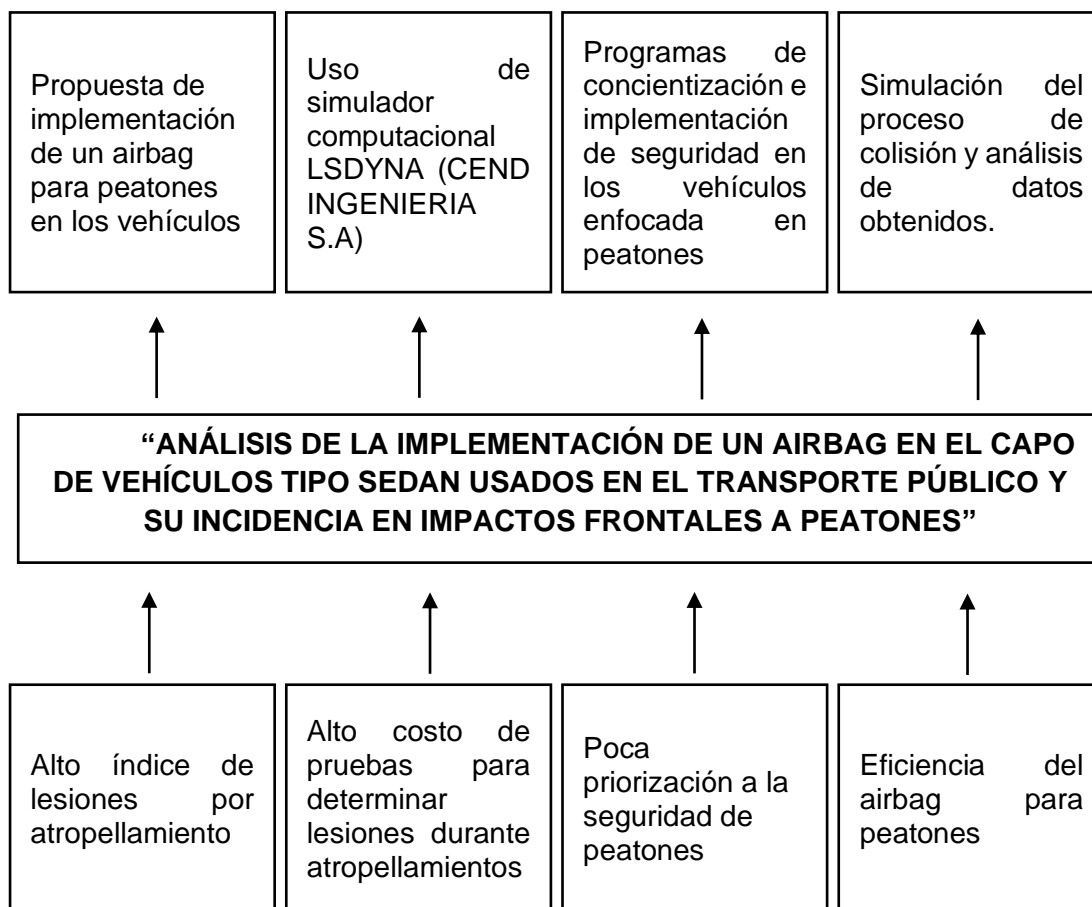 Propuesta de
implementación
de un airbag
para peatones
en los vehículos
Uso de
simulador
computacional
LSDYNA (CEND
INGENIERIA
S.A)
Programas de
concientización e
implementación
de seguridad en
los vehículos
enfocada en
peatones
Simulación del
proceso de
colisión y análisis
de datos
obtenidos.
“ANÁLISIS DE LA IMPLEMENTACIÓN DE UN AIRBAG EN EL CAPO
DE VEHÍCULOS TIPO SEDAN USADOS EN EL TRANSPORTE PÚBLICO Y
SU INCIDENCIA EN IMPACTOS FRONTALES A PEATONES”
Alto índice de
lesiones por
atropellamiento
Alto costo de
pruebas para
determinar
lesiones durante
atropellamientos
Poca
priorización a la
seguridad de
peatones
Eficiencia del
airbag para
peatones